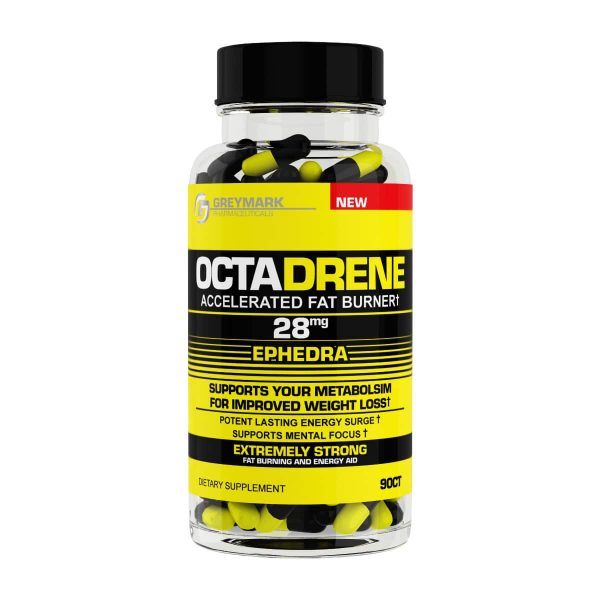 GREYMARK
PHARMACEUTICALS
NEW
OCTADRENE
ACCELERATED FAT BURNER†
28mg
EPHEDRA
SUPPORTS YOUR METABOLSIM
FOR IMPROVED WEIGHT LOSS†
POTENT LASTING ENERGY SURGE †
SUPPORTS MENTAL FOCUS †
EXTREMELY STRONG
FAT BURNING AND ENERGY AID
DIETARY SUPPLEMENT
90CT